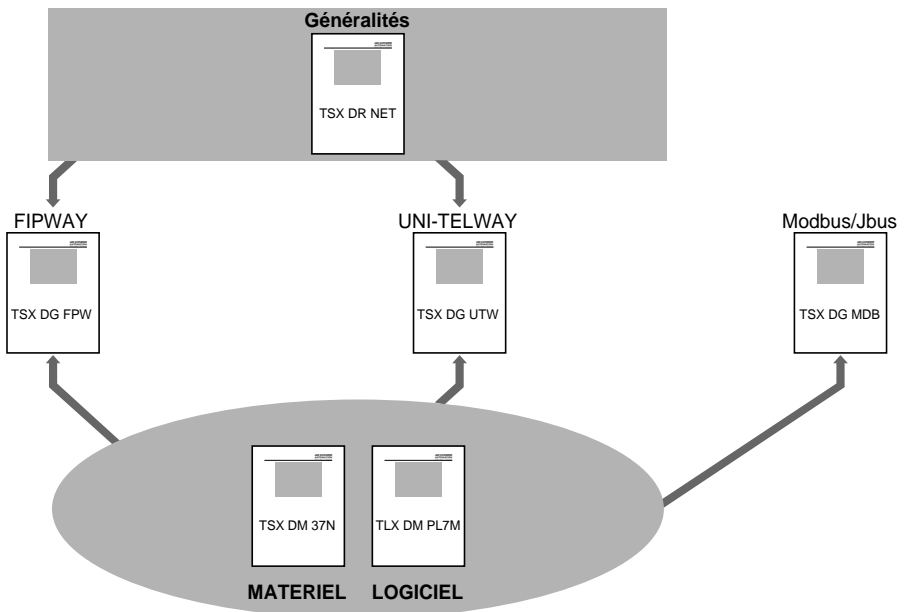 Généralités
TSX DR NET
FIPWAY
UNI-TELWAY
Modbus/Jbus
TSX DG FPW
TSX DG UTW
TSX DG MDB
TSX DM 37N
TLX DM PL7M
MATERIEL
LOGICIEL